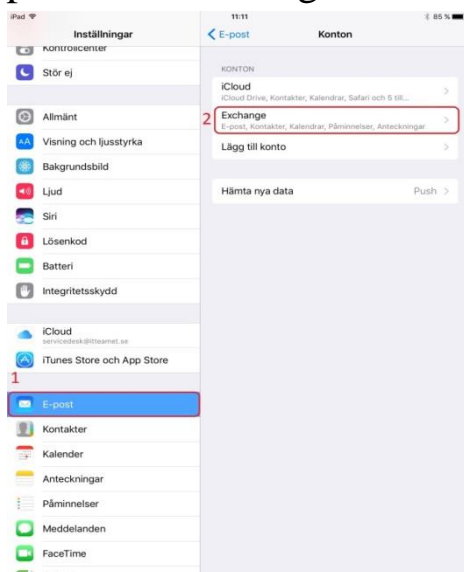 iPad
11:11
85 %
Inställningar
E-post
Konton
Kontrollcenter
Stör ej
Allmänt
Visning och ljusstyrka
AA
Bakgrundsbild
Ljud
Siri
Lösenkod
Batteri
Integritetsskydd
iCloud
servicedesk@iteamet.se
iTunes Store och App Store
1
E-post
Kontakter
Kalender
Anteckningar
Påminnelser
Meddelanden
FaceTime
KONTON
iCloud
iCloud Drive, Kontakter, Kalendrar, Safari och 5 till...
2
Exchange
E-post, Kontakter, Kalendrar, Påminnelser, Anteckningar
Lägg till konto
Hämta nya data
Push